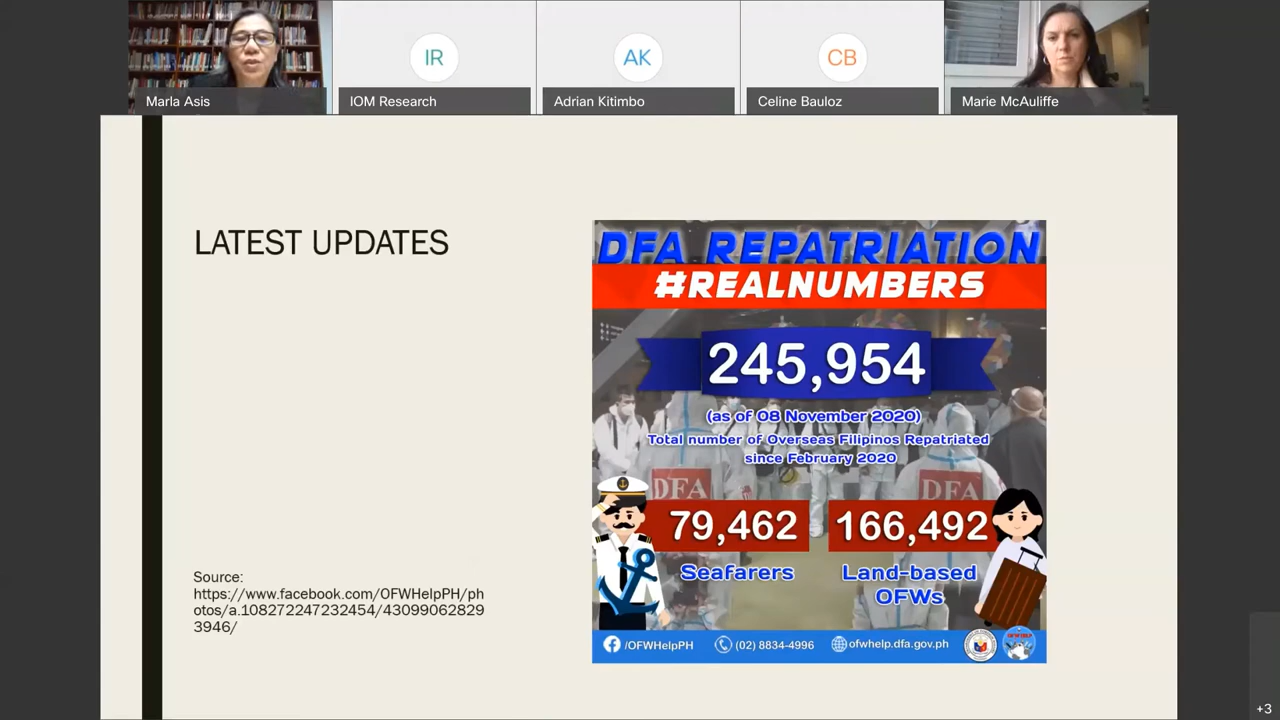 Marla Asis
IR
IOM Research
AK
Adrian Kitimbo
CB
Celine Bauloz
Marie McAuliffe
LATEST UPDATES
Source:
https://www.facebook.com/OFWHelpPH/ph
otos/a.108272247232454/43099062829
3946/
DFA REPATRIATION
#REALNUMBERS
245,954
(as of 08 November 2020)
Total number of Overseas Filipinos Repatriated
since February 2020
DFA
DFA
79,462
166,492
Seafarers
Land-based
OFWs
/OFWHelpPH
(02) 8834-4996
ofwhelp.dfa.gov.ph
+3